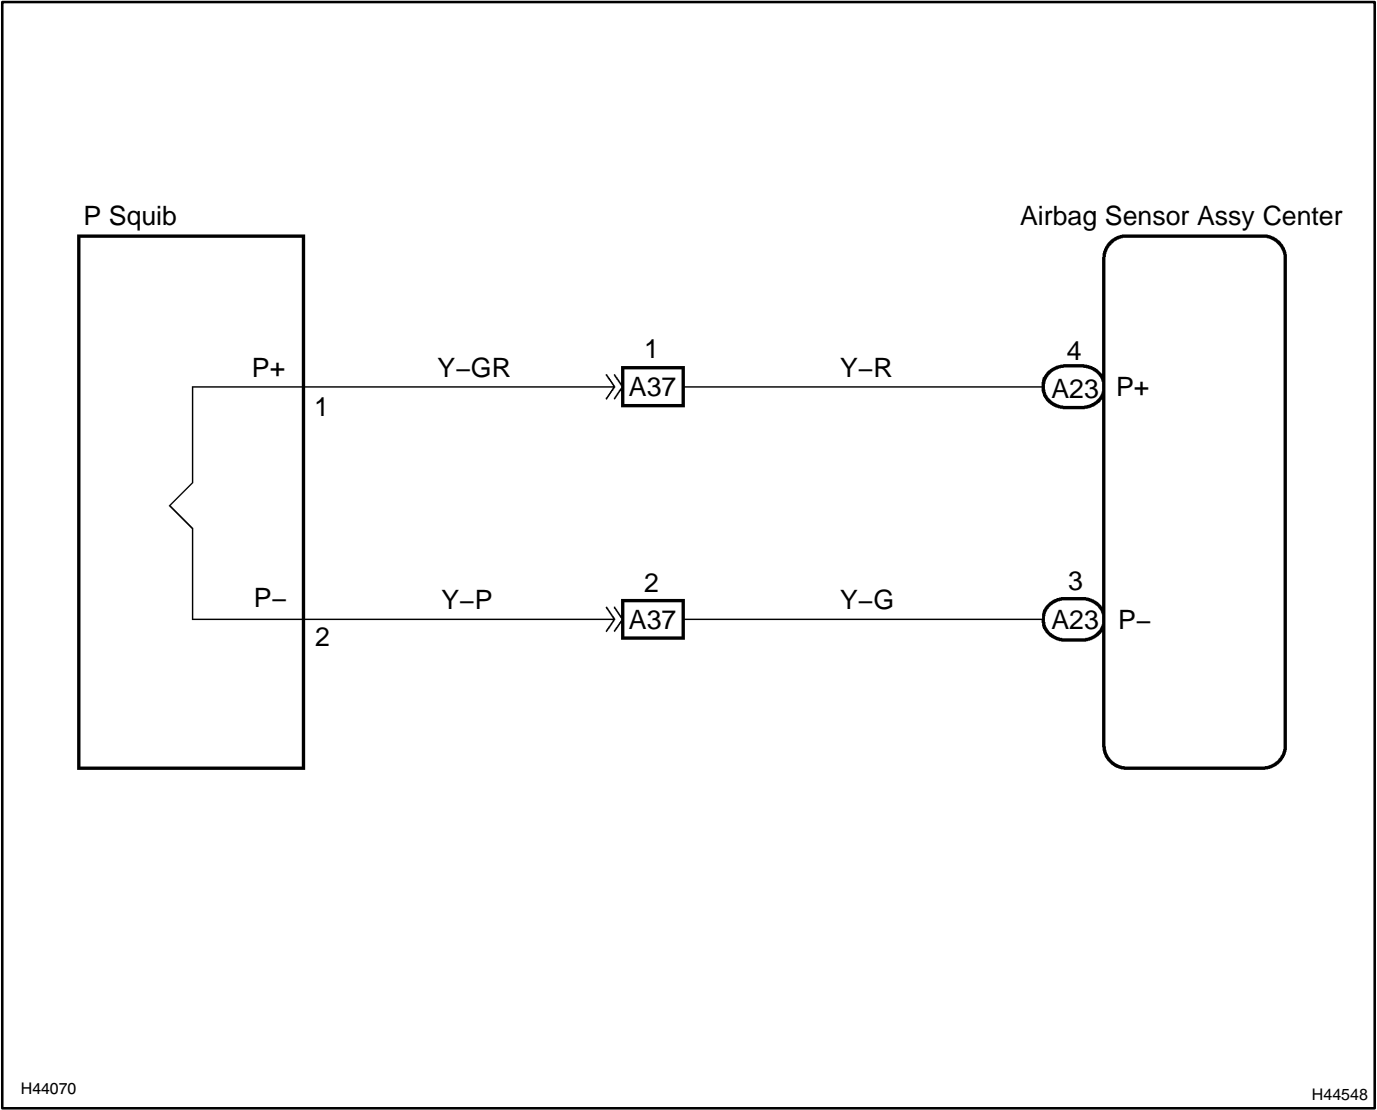 P Squib
Airbag Sensor Assy Center
P+
1
Y–GR
1
A37
Y–R
4
A23
P+
P–
2
Y–P
2
A37
Y–G
3
A23
P–
H44070
H44548